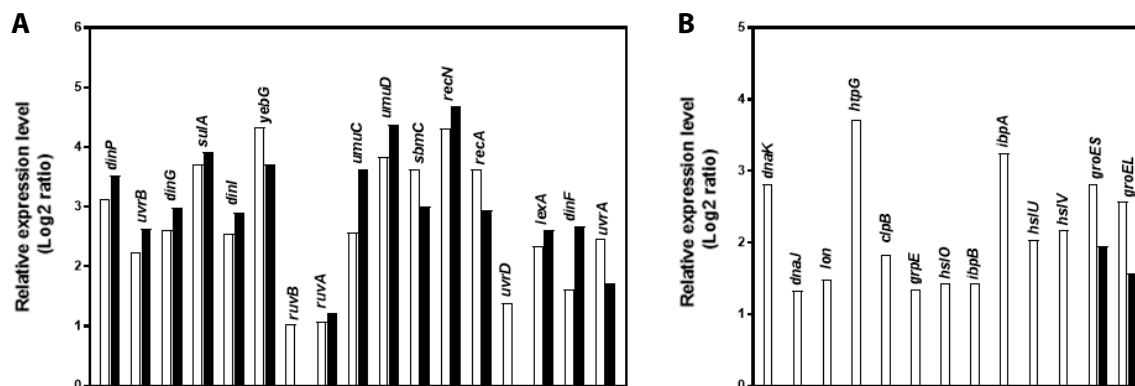 A
Relative expression level
(Log2 ratio)
6
5
4
3
2
1
0
dinP
uvrB
dinG
sulA
dinI
yebG
ruvB
ruvA
umuC
umuD
sbmC
recN
recA
uvrD
lexA
dinF
uvrA
B
Relative expression level
(Log2 ratio)
5
4
3
2
1
0
dnaK
dnaJ
lon
htpG
clpB
grpE
hslO
ibpB
ibpA
hslU
hslV
groES
groEL